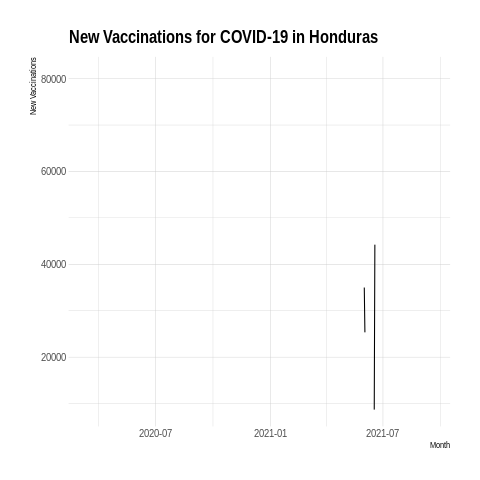 New Vaccinations for COVID-19 in Honduras
New Vaccinations
80000
60000
40000
20000
2020-07
2021-01
2021-07
Month